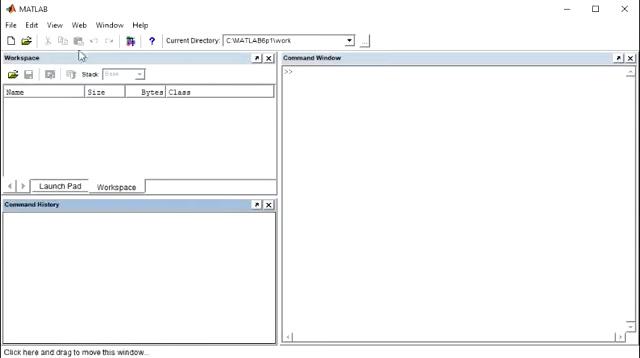 MATLAB
File Edit View Web Window Help
? Current Directory: C:\MATLAB6p1\work ...
Workspace
Stack: Base
Name Size Bytes Class
Launch Pad Workspace
Command History
Command Window
>>
Click here and drag to move this window...